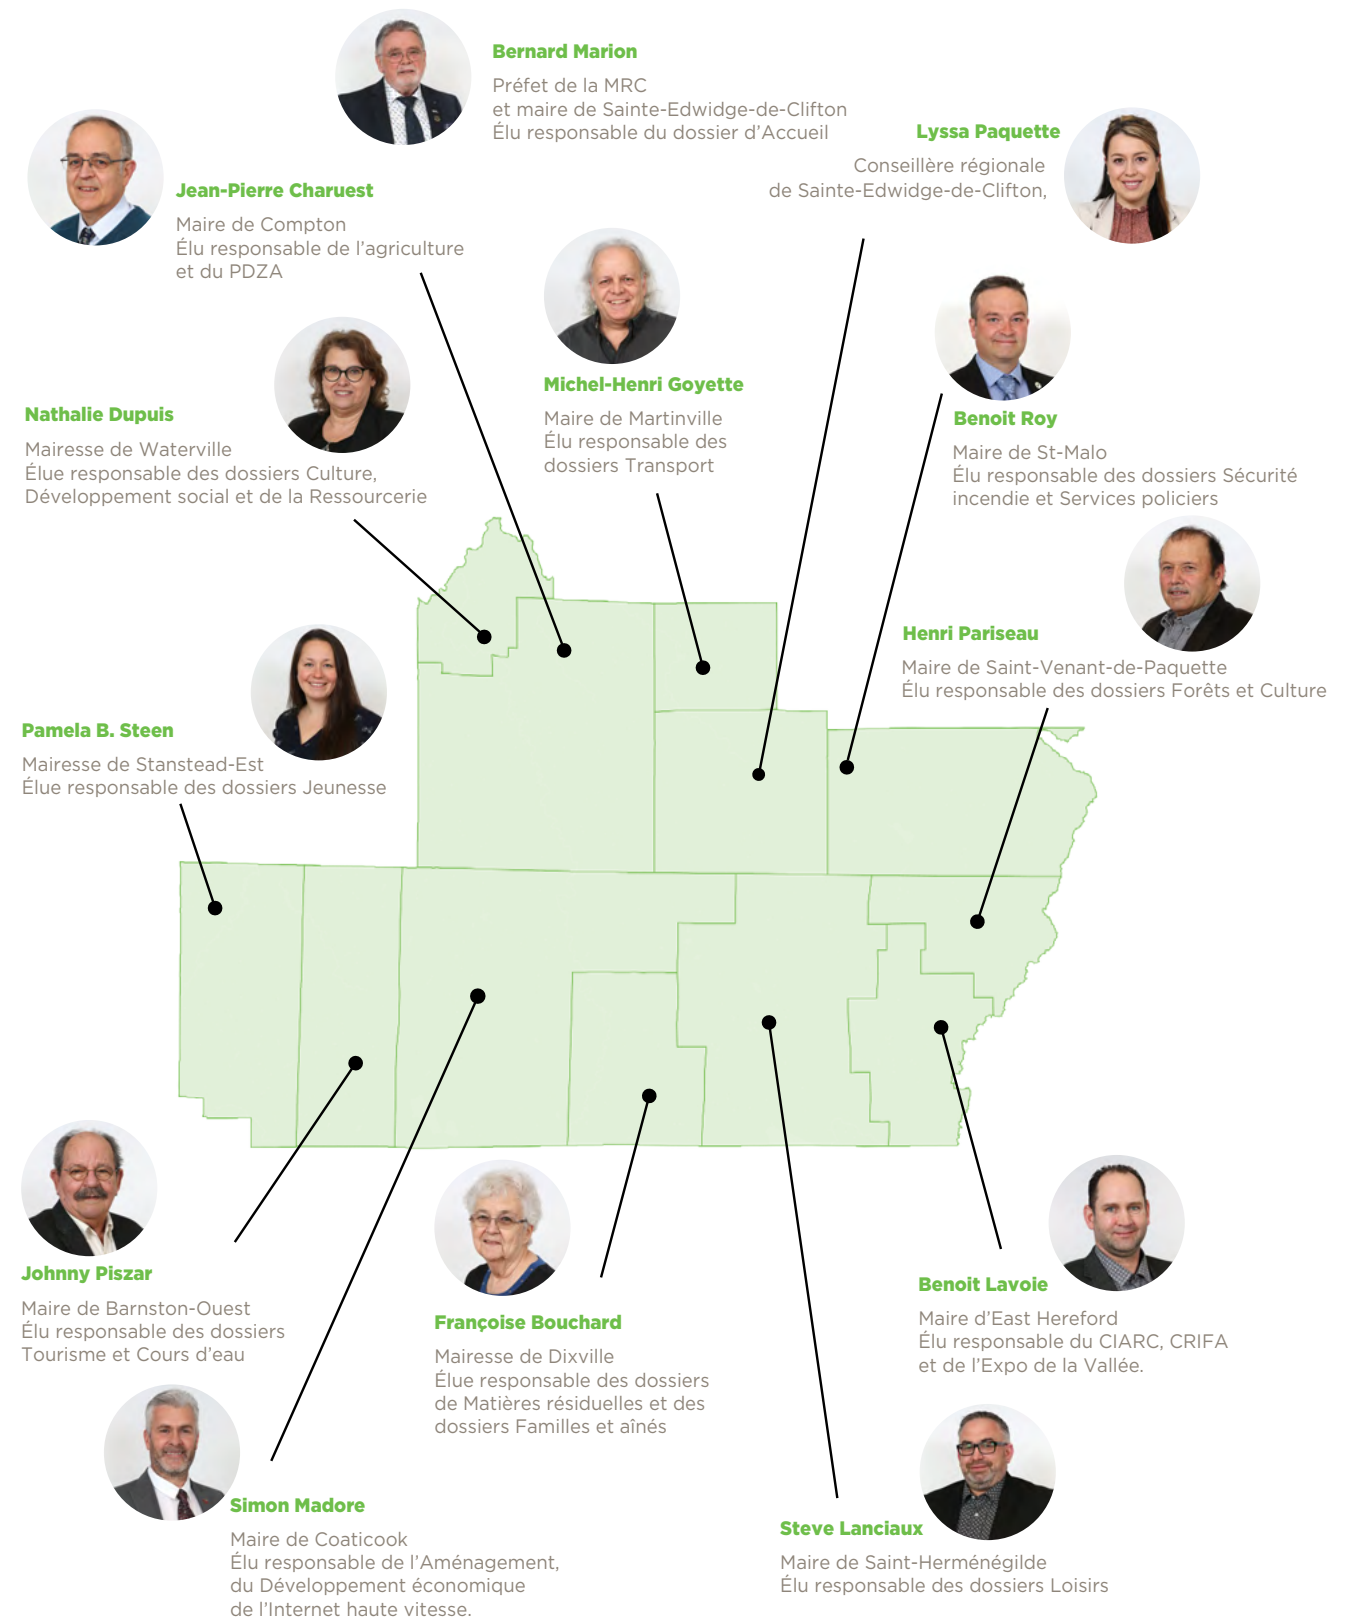 Bernard Marion
Préfet de la MRC
et maire de Sainte-Edwidge-de-Clifton
Élu responsable du dossier d'Accueil
Lyssa Paquette
Conseillère régionale
de Sainte-Edwidge-de-Clifton,
Jean-Pierre Charuest
Maire de Compton
Élu responsable de l'agriculture
et du PDZA
Michel-Henri Goyette
Maire de Martinville
Élu responsable des
dossiers Transport
Benoit Roy
Maire de St-Malo
Élu responsable des dossiers Sécurité
incendie et Services policiers
Nathalie Dupuis
Mairesse de Waterville
Élue responsable des dossiers Culture,
Développement social et de la Ressourcerie
Henri Pariseau
Maire de Saint-Venant-de-Paquette
Élu responsable des dossiers Forêts et Culture
Pamela B. Steen
Mairesse de Stanstead-Est
Élue responsable des dossiers Jeunesse
Johnny Piszar
Maire de Barnston-Ouest
Élu responsable des dossiers
Tourisme et Cours d'eau
Françoise Bouchard
Mairesse de Dixville
Élue responsable des dossiers
de Matières résiduelles et des
dossiers Familles et aînés
Benoit Lavoie
Maire d'East Hereford
Élu responsable du CIARC, CRIFA
et de l'Expo de la Vallée.
Simon Madore
Maire de Coaticook
Élu responsable de l'Aménagement,
du Développement économique
de l'Internet haute vitesse.
Steve Lanciaux
Maire de Saint-Herménégilde
Élu responsable des dossiers Loisirs